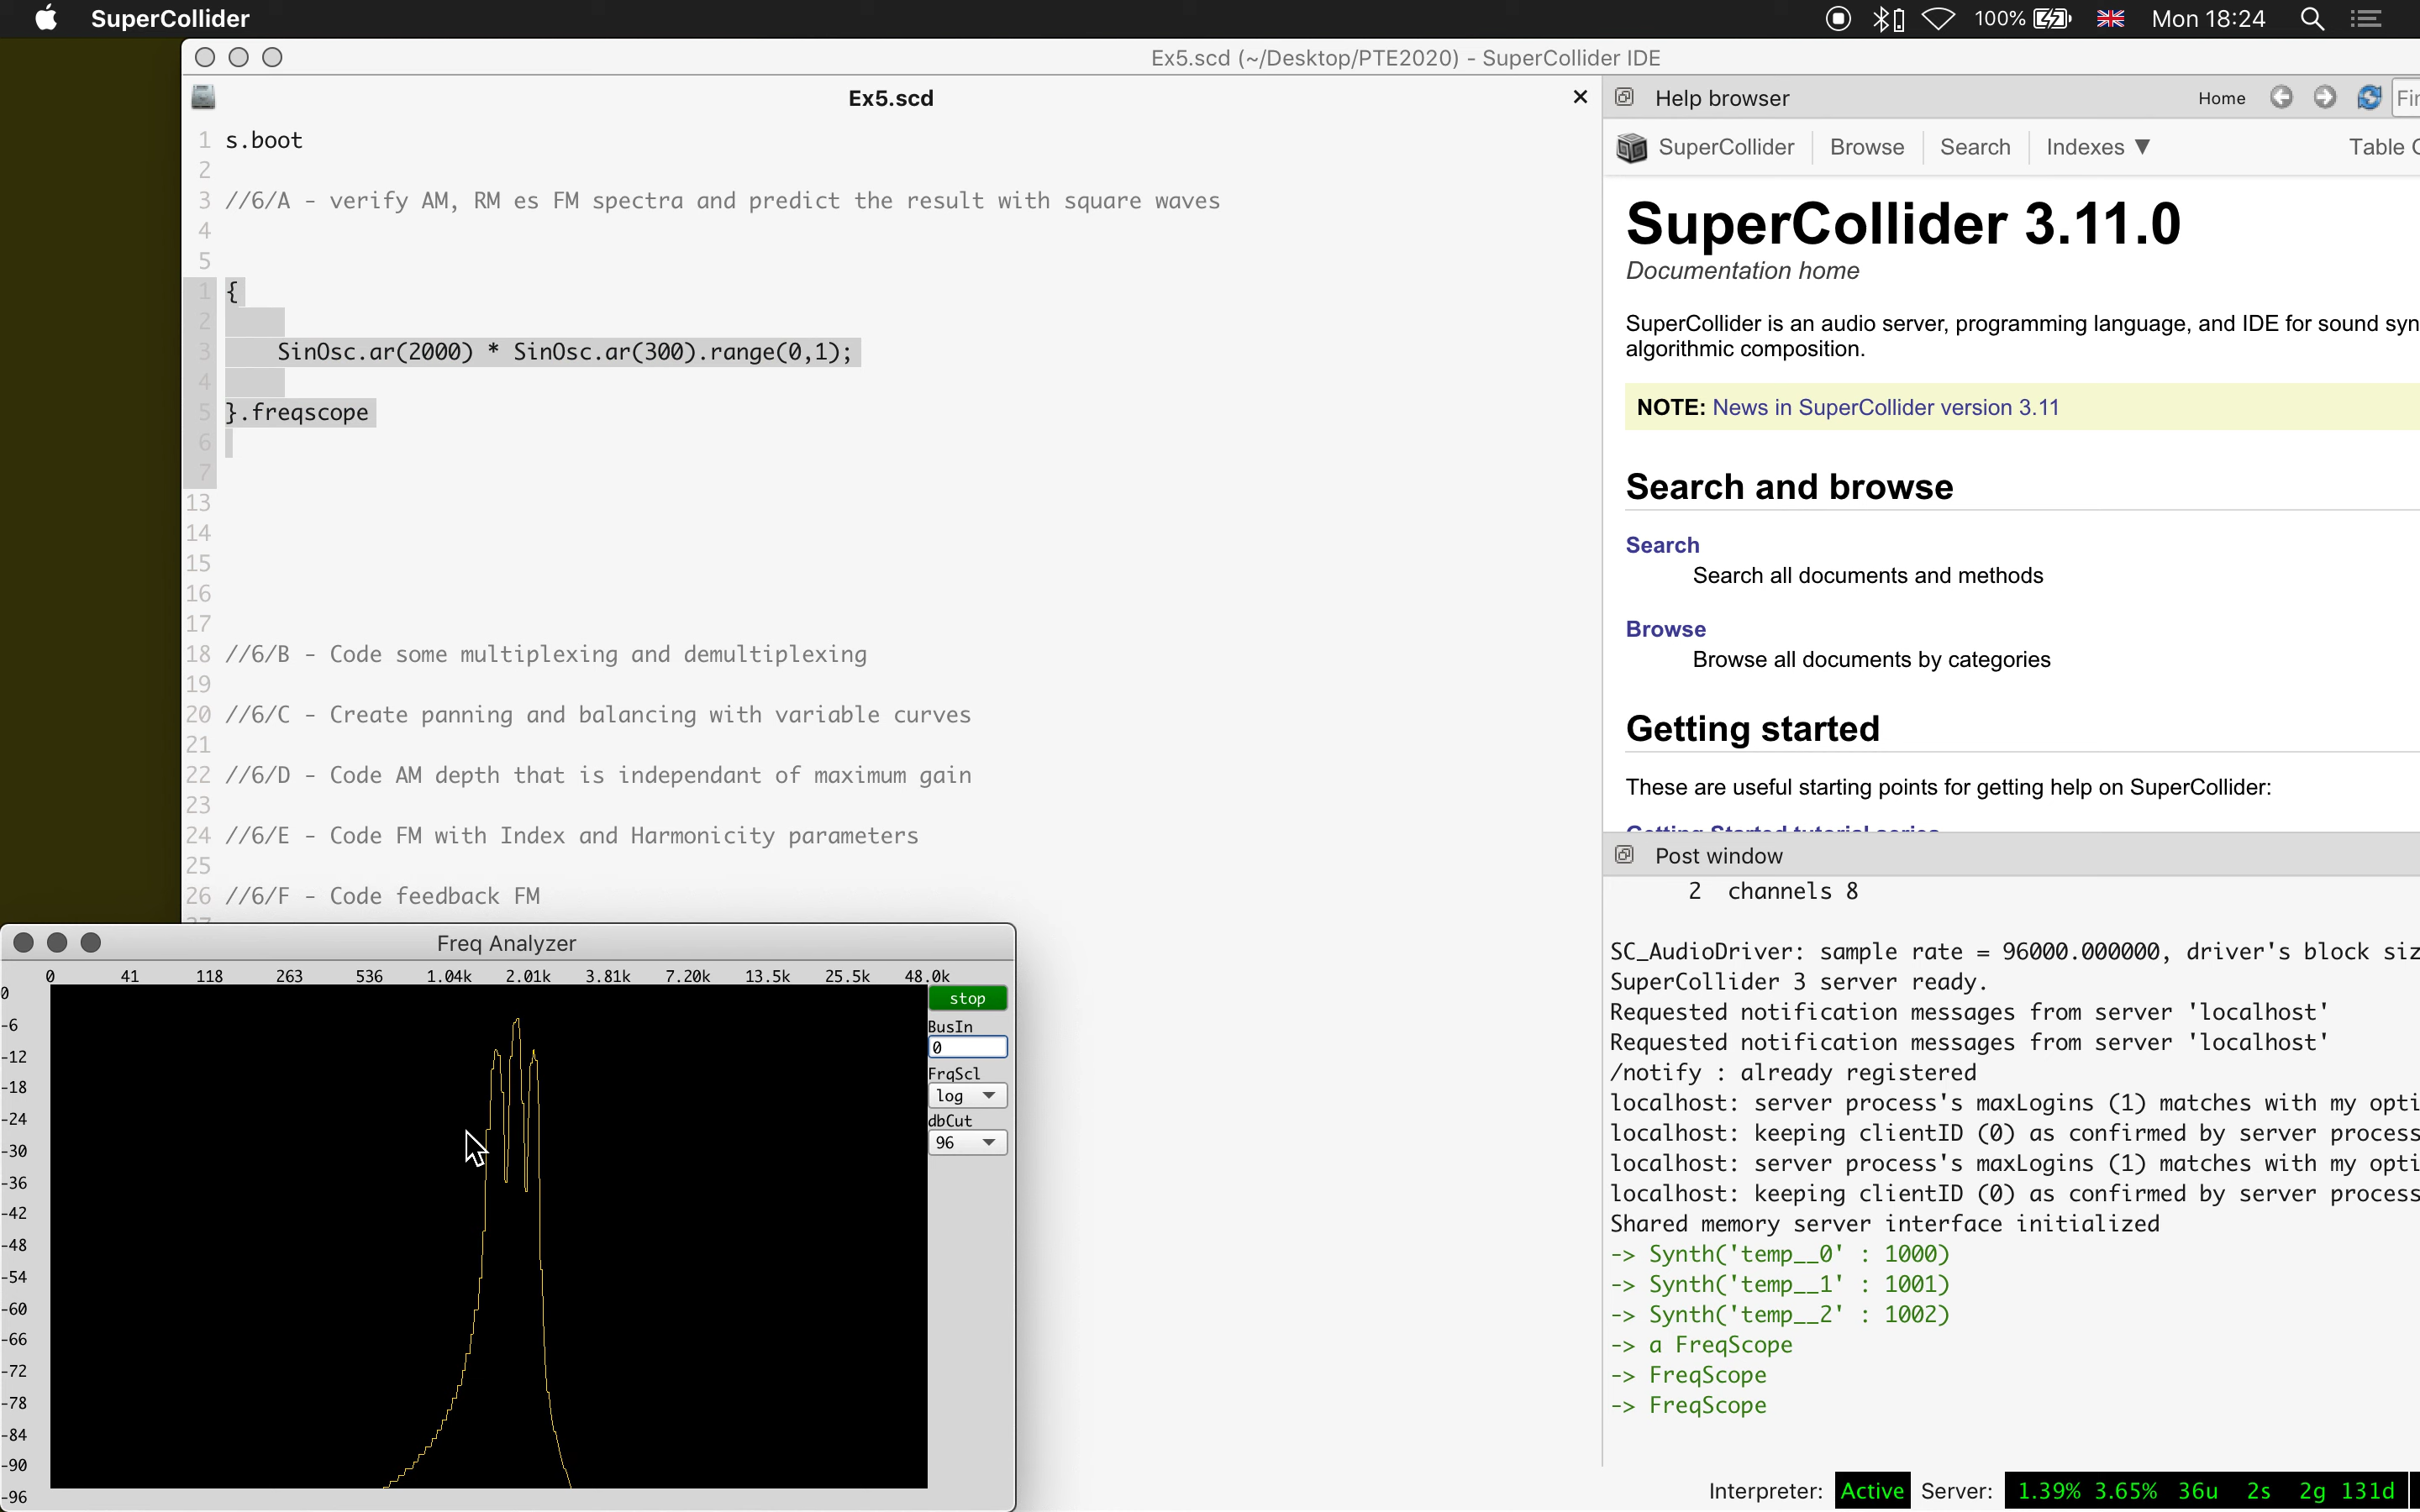 SuperCollider
100%
Mon 18:24
Ex5.scd (~/Desktop/PTE2020) - SuperCollider IDE
Ex5.scd
1 s.boot
2
3 //6/A - verify AM, RM es FM spectra and predict the result with square waves
4
5
1 {
2
3 SinOsc.ar(2000) * SinOsc.ar(300).range(0,1);
4
5 }.freqscope
6
7
13
14
15
16
17
18 //6/B - Code some multiplexing and demultiplexing
19
20 //6/C - Create panning and balancing with variable curves
21
22 //6/D - Code AM depth that is independant of maximum gain
23
24 //6/E - Code FM with Index and Harmonicity parameters
25
26 //6/F - Code feedback FM
Help browser
Home
SuperCollider Browse Search Indexes ▼ Table
SuperCollider 3.11.0
Documentation home
SuperCollider is an audio server, programming language, and IDE for sound
algorithmic composition.
NOTE: News in SuperCollider version 3.11
Search and browse
Search
Search all documents and methods
Browse
Browse all documents by categories
Getting started
These are useful starting points for getting help on SuperCollider:
Getting Started tutorial series
Post window
2 channels 8
SC_AudioDriver: sample rate = 96000.000000, driver's block
SuperCollider 3 server ready.
Requested notification messages from server 'localhost'
Requested notification messages from server 'localhost'
/notify : already registered
localhost: server process's maxLogins (1) matches with my
localhost: keeping clientID (0) as confirmed by server process
localhost: server process's maxLogins (1) matches with my
localhost: keeping clientID (0) as confirmed by server process
Shared memory server interface initialized
-> Synth('temp__0' : 1000)
-> Synth('temp__1' : 1001)
-> Synth('temp__2' : 1002)
-> a FreqScope
-> FreqScope
-> FreqScope
Interpreter: Active Server: 1.39% 3.65% 36u 2s 2g 131d
Freq Analyzer
0 41 118 263 536 1.04k 2.01k 3.81k 7.20k 13.5k 25.5k 48.0k
0
-6
-12
-18
-24
-30
-36
-42
-48
-54
-60
-66
-72
-78
-84
-90
-96
stop
BusIn
0
FrqScl
log
dbCut
96